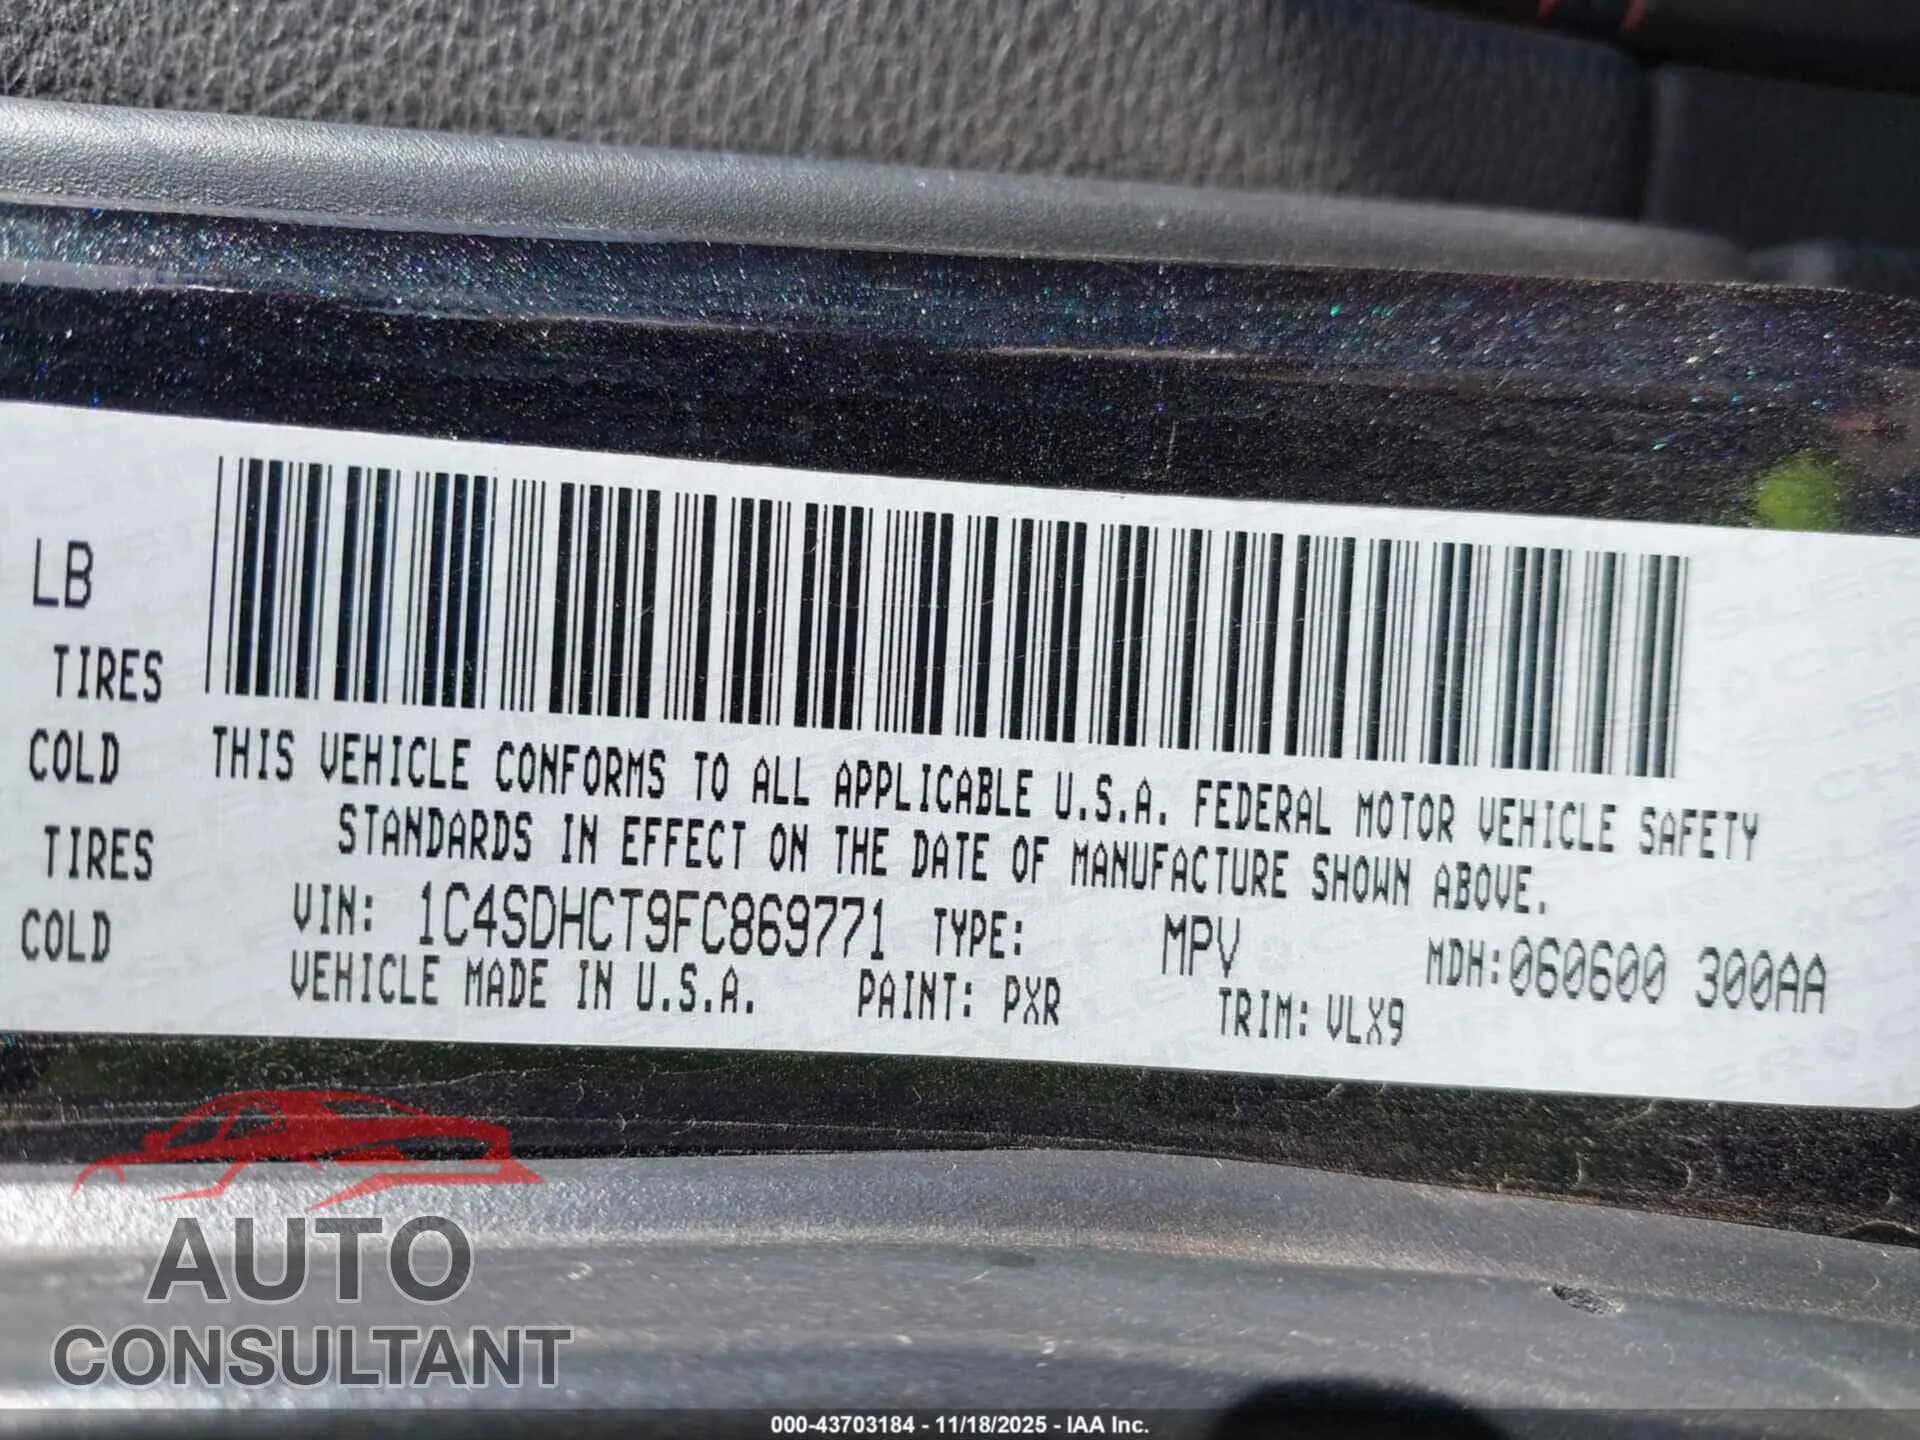 LB
TIRES
COLD
TIRES
COLD
THIS VEHICLE CONFORMS TO ALL APPLICABLE U.S.A. FEDERAL MOTOR VEHICLE SAFETY
STANDARDS IN EFFECT ON THE DATE OF MANUFACTURE SHOWN ABOVE.
VIN: 1C4SDHCT9FC869771 TYPE: MPV MDH:060600 300AA
VEHICLE MADE IN U.S.A. PAINT: PXR TRIM: VLX9
AUTO
CONSULTANT
000-43703184 - 11/18/2025 - IAA Inc.